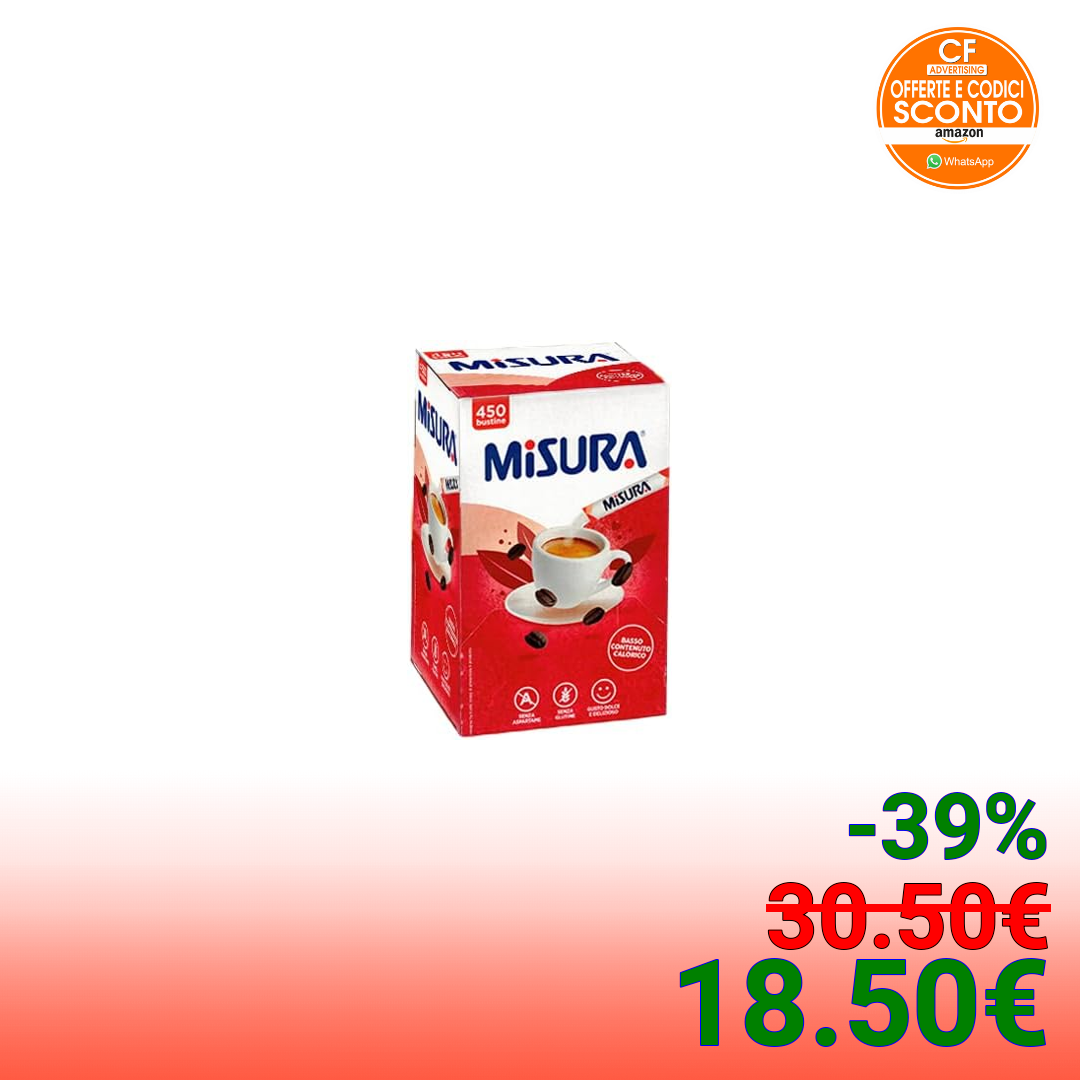 CF
ADVERTISING
OFFERTE E CODICI
SCONTO
amazon
WhatsApp
MiSURA
450
bustine
MiSURA
MiSURA®
MiSURA
BASSO
CONTENUTO
CALORICO
SENZA
ASPARTAME
SENZA
GLUTINE
GUSTO DOLCE
E DELIZIOSO
-39%
30.50€
18.50€